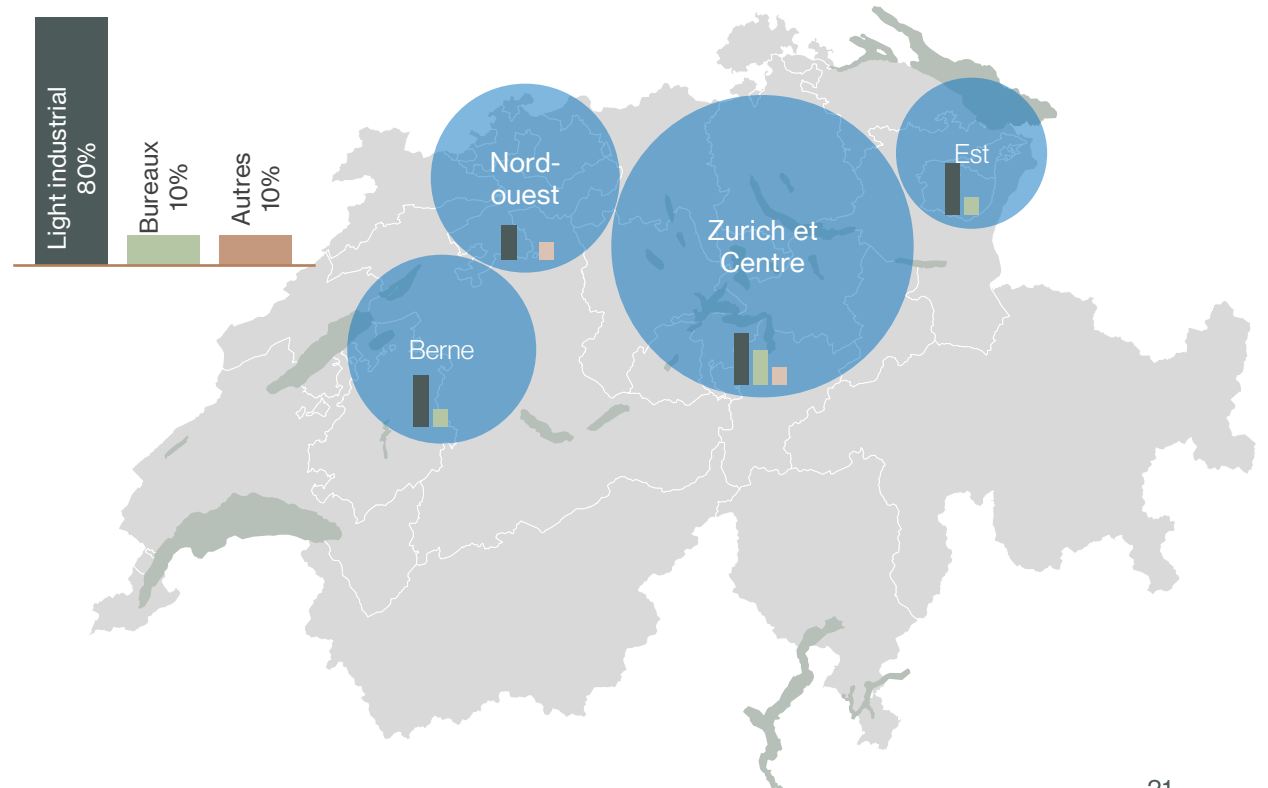 Light industrial
80%
Bureaux
10%
Autres
10%
Nord-
ouest
Zurich et
Centre
Est
Berne